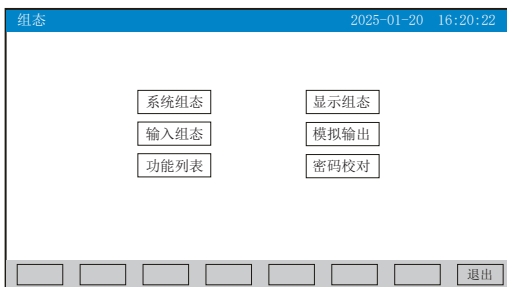 组态 2025-01-20 16:20:22
系统组态 显示组态
输入组态 模拟输出
功能列表 密码校对
退出